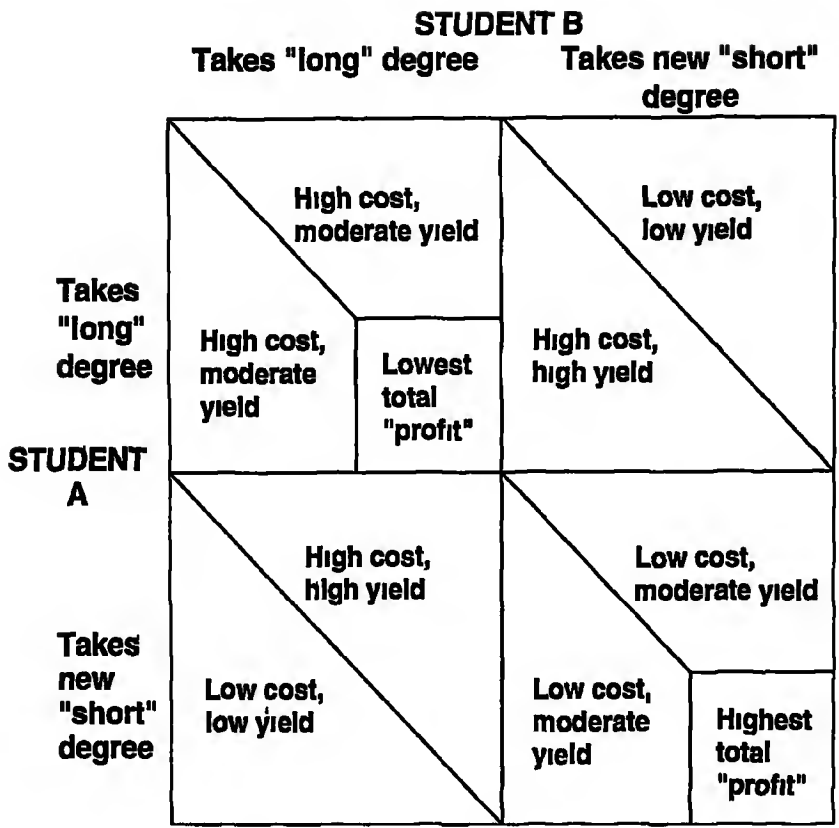 STUDENT B
Takes "long" degree
Takes new "short"
degree
High cost,
moderate yield
Low cost,
low yield
Takes
"long"
degree
High cost,
moderate
yield
Lowest
total
"profit"
High cost,
high yield
STUDENT
A
High cost,
high yield
Low cost,
moderate yield
Takes
new
"short"
degree
Low cost,
low yield
Low cost,
moderate
yield
Highest
total
"profit"